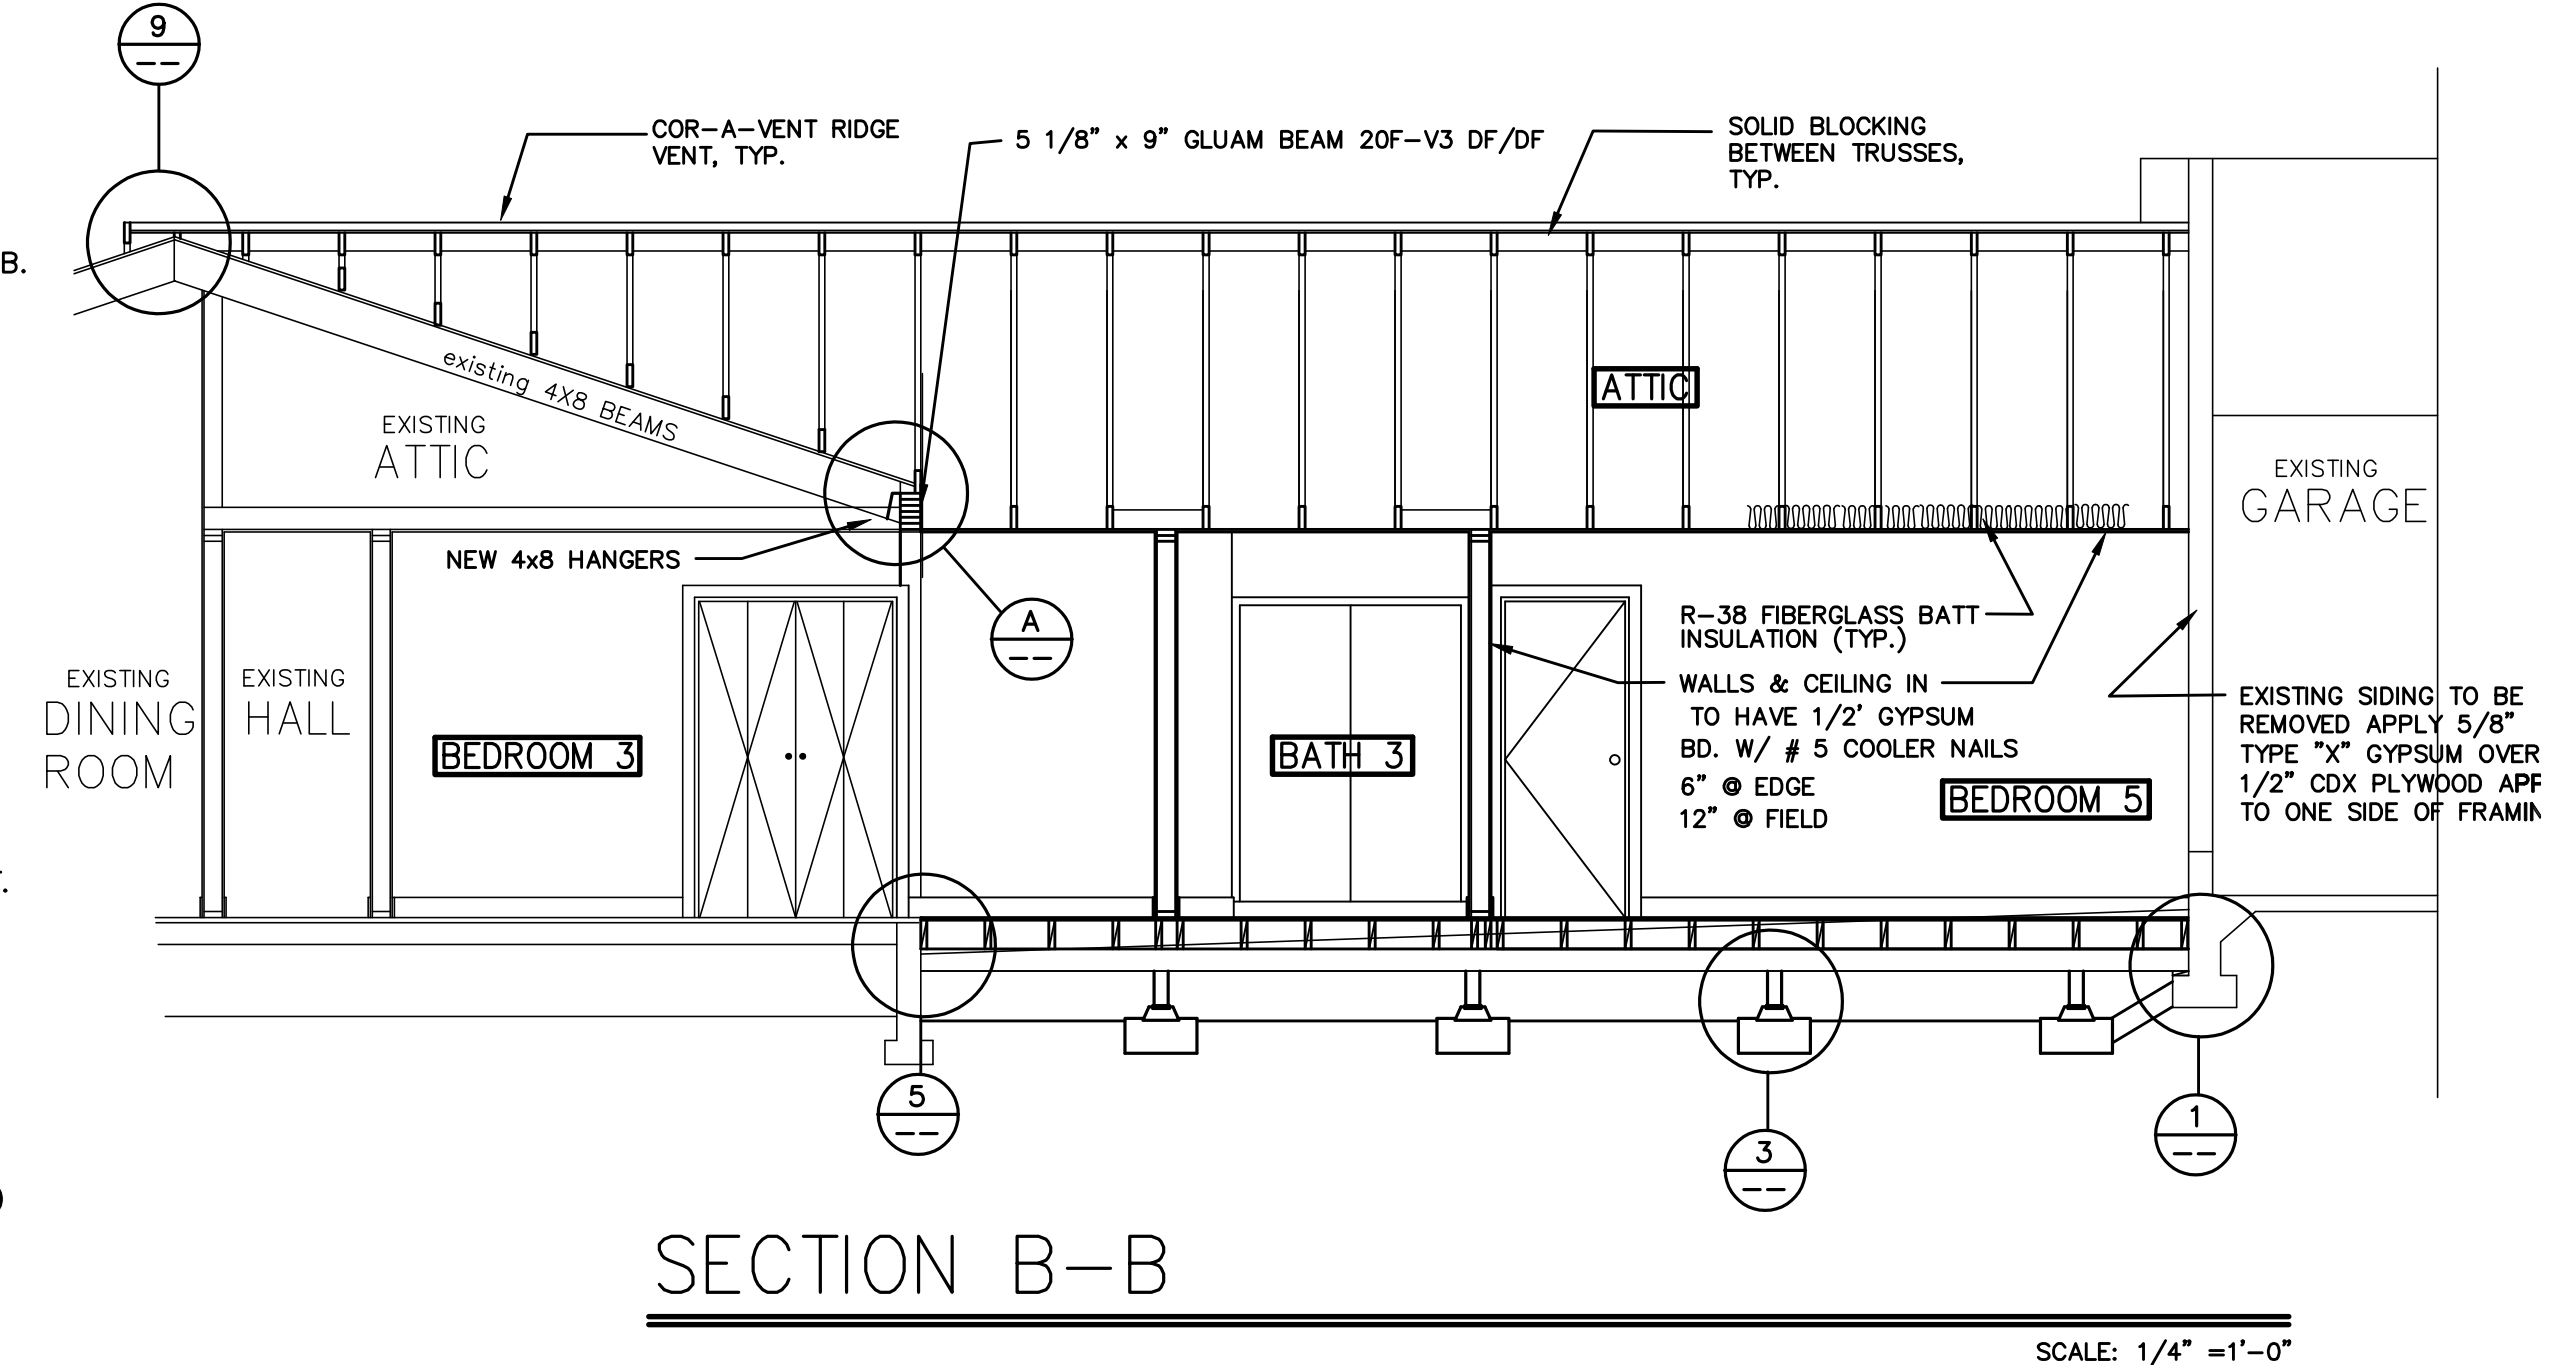 9
COR-A-VENT RIDGE
VENT, TYP.
5 1/8" x 9" GLUAM BEAM 20F-V3 DF/DF
SOLID BLOCKING
BETWEEN TRUSSES,
TYP.
B.
existing 4X8 BEAMS
ATTIC
EXISTING
ATTIC
EXISTING
GARAGE
NEW 4x8 HANGERS
A
R-38 FIBERGLASS BATT
INSULATION (TYP.)
WALLS & CEILING IN
TO HAVE 1/2' GYPSUM
BD. W/ # 5 COOLER NAILS
6" @ EDGE
12" @ FIELD
EXISTING
DINING
ROOM
EXISTING
HALL
BEDROOM 3
BATH 3
BEDROOM 5
EXISTING SIDING TO BE
REMOVED APPLY 5/8"
TYPE "X" GYPSUM OVER
1/2" CDX PLYWOOD
TO ONE SIDE OF
5
3
1
SECTION B-B
SCALE: 1/4" =1'-0"